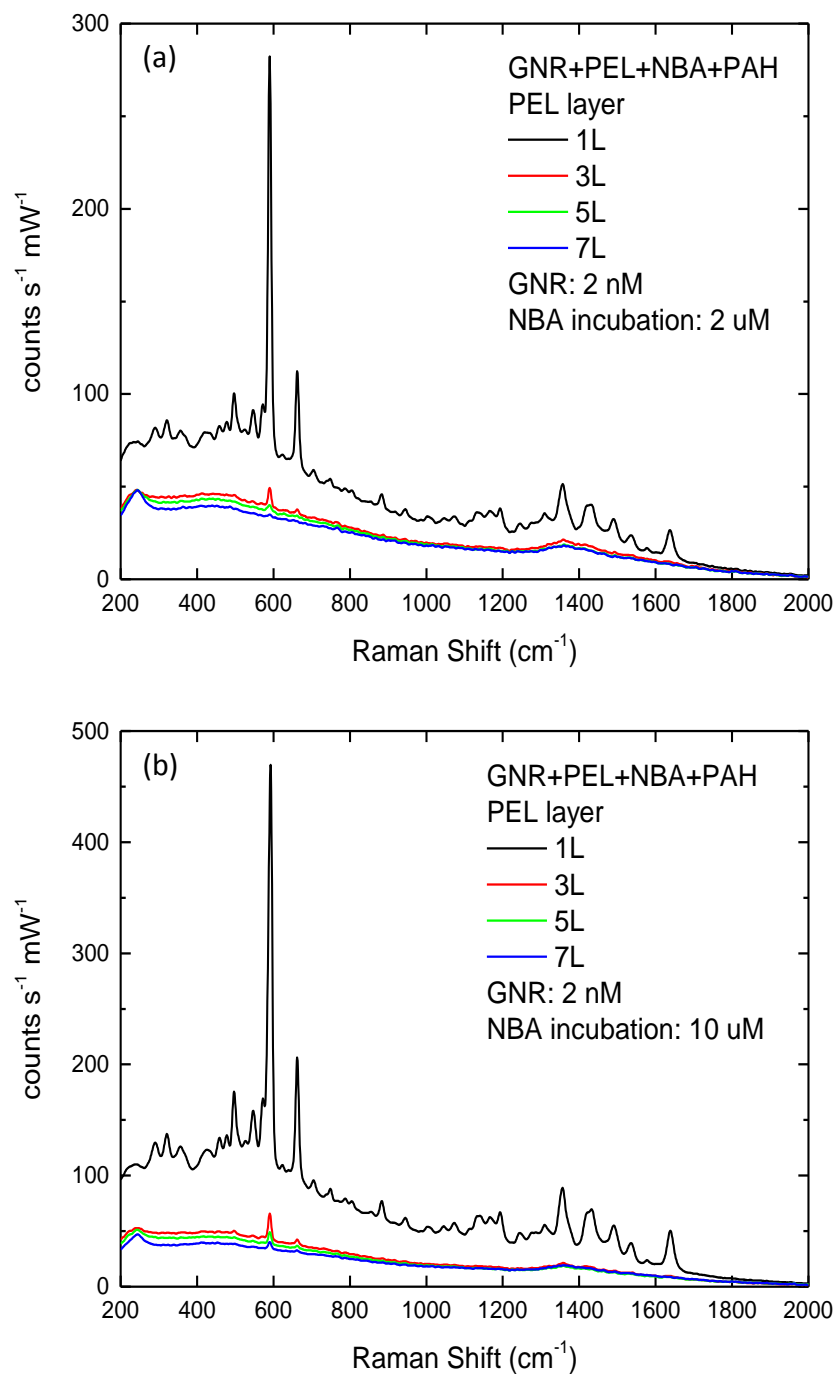 (a)
GNR+PEL+NBA+PAH
PEL layer
1L
3L
5L
7L
GNR: 2 nM
NBA incubation: 2 uM
300
200
100
0
counts s⁻¹ mW⁻¹
200 400 600 800 1000 1200 1400 1600 1800 2000
Raman Shift (cm⁻¹)
(b)
GNR+PEL+NBA+PAH
PEL layer
1L
3L
5L
7L
GNR: 2 nM
NBA incubation: 10 uM
500
400
300
200
100
0
counts s⁻¹ mW⁻¹
200 400 600 800 1000 1200 1400 1600 1800 2000
Raman Shift (cm⁻¹)